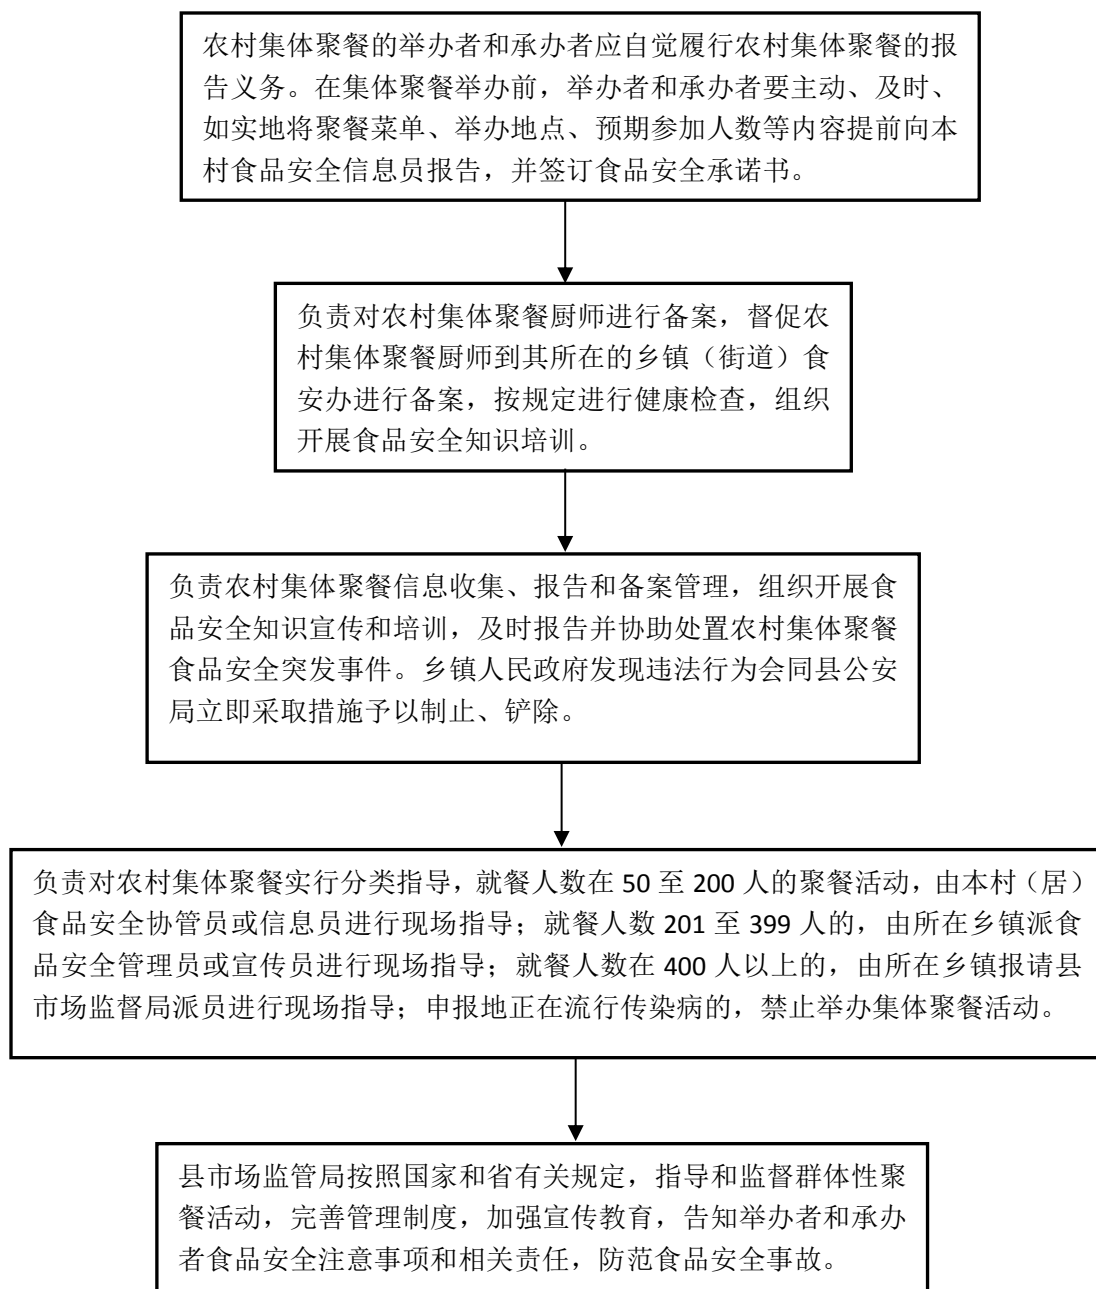 农村集体聚餐的举办者和承办者应自觉履行农村集体聚餐的报
告义务。在集体聚餐举办前，举办者和承办者要主动、及时、
如实地将聚餐菜单、举办地点、预期参加人数等内容提前向本
村食品安全信息员报告，并签订食品安全承诺书。
负责对农村集体聚餐厨师进行备案，督促农
村集体聚餐厨师到其所在的乡镇（街道）食
安办进行备案，按规定进行健康检查，组织
开展食品安全知识培训。
负责农村集体聚餐信息收集、报告和备案管理，组织开展食
品安全知识宣传和培训，及时报告并协助处置农村集体聚餐
食品安全突发事件。乡镇人民政府发现违法行为会同县公安
局立即采取措施予以制止、铲除。
负责对农村集体聚餐实行分类指导，就餐人数在 50 至 200 人的聚餐活动，由本村（居）
食品安全协管员或信息员进行现场指导；就餐人数 201 至 399 人的，由所在乡镇派食
品安全管理员或宣传员进行现场指导；就餐人数在 400 人以上的，由所在乡镇报请县
市场监督局派员进行现场指导；申报地正在流行传染病的，禁止举办集体聚餐活动。
县市场监管局按照国家和省有关规定，指导和监督群体性聚
餐活动，完善管理制度，加强宣传教育，告知举办者和承办
者食品安全注意事项和相关责任，防范食品安全事故。